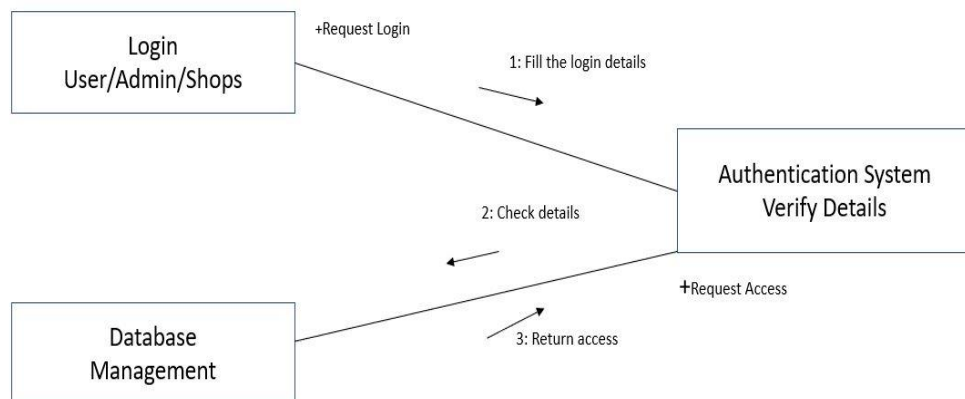 Login
User/Admin/Shops
+Request Login
1: Fill the login details
Authentication System
Verify Details
2: Check details
+Request Access
Database
Management
3: Return access